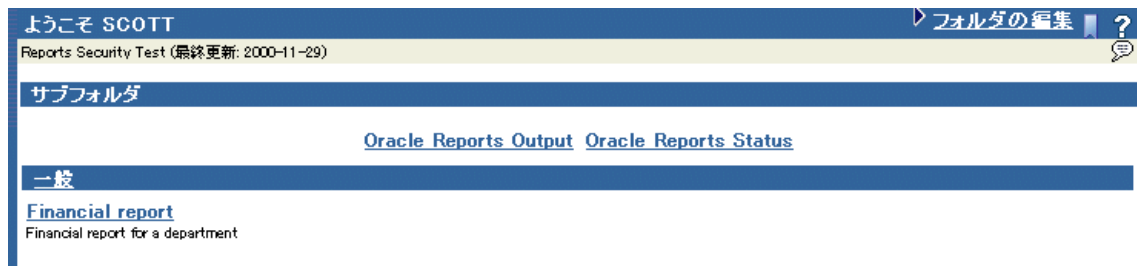 ようこそ SCOTT
フォルダの編集
?
Reports Security Test (最終更新: 2000-11-29)
サブフォルダ
Oracle Reports Output Oracle Reports Status
一般
Financial report
Financial report for a department